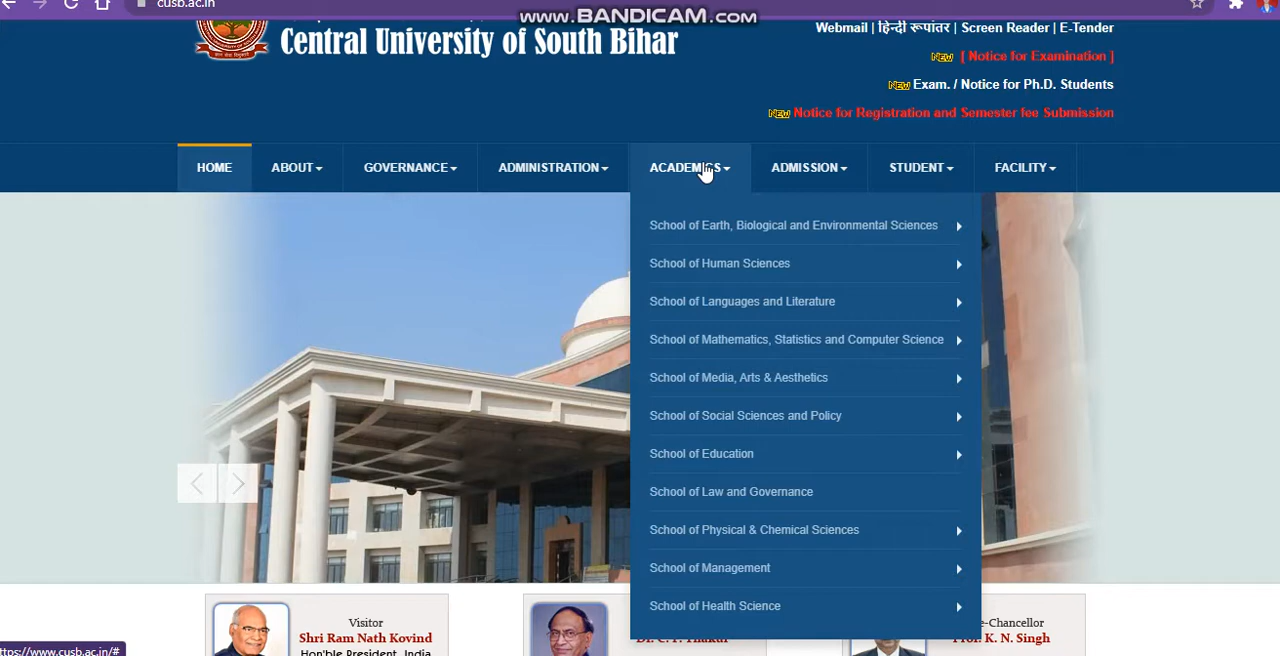 cusb.ac.in
www.BANDICAM.com
Central University of South Bihar
Webmail | हिन्दी रूपांतर | Screen Reader | E-Tender
NEW [ Notice for Examination ]
NEW Exam. / Notice for Ph.D. Students
NEW Notice for Registration and Semester fee Submission
HOME ABOUT GOVERNANCE ADMINISTRATION ACADEMICS ADMISSION STUDENT FACILITY
School of Earth, Biological and Environmental Sciences
School of Human Sciences
School of Languages and Literature
School of Mathematics, Statistics and Computer Science
School of Media, Arts & Aesthetics
School of Social Sciences and Policy
School of Education
School of Law and Governance
School of Physical & Chemical Sciences
School of Management
School of Health Science
Visitor
Shri Ram Nath Kovind
Hon'ble President, India
Prof. K. N. Singh
ttps://www.cusb.ac.in/#